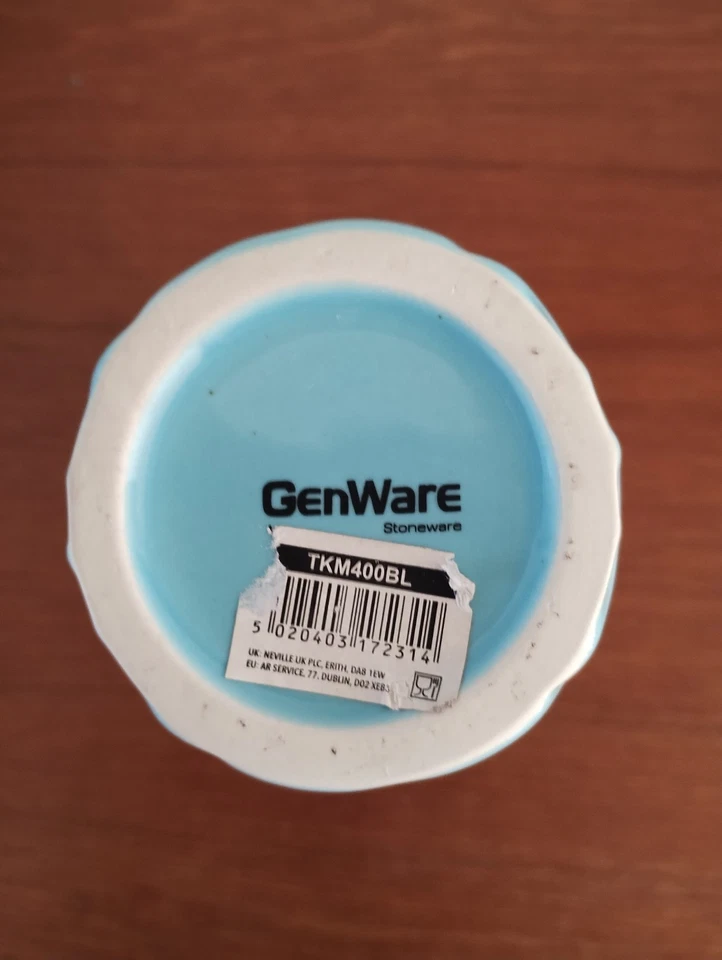 GenWare
Stoneware
TKM400BL
5 020403 172314
UK: NEVILLE UK PLC, ERITH, DA8 1EW
EU: AR SERVICE, 77, DUBLIN, D02 XE8